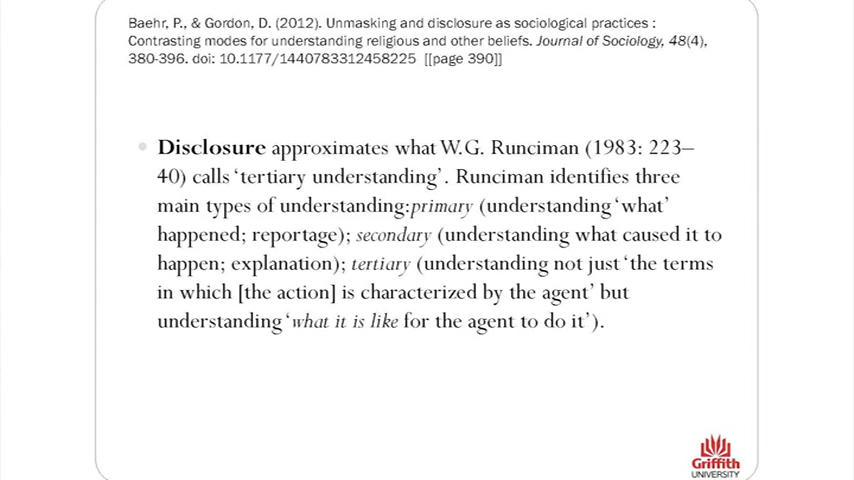 Baehr, P., & Gordon, D. (2012). Unmasking and disclosure as sociological practices :
Contrasting modes for understanding religious and other beliefs. Journal of Sociology, 48(4),
380-396. doi: 10.1177/1440783312458225 [[page 390]]
Disclosure approximates what W.G. Runciman (1983: 223–
40) calls ‘tertiary understanding’. Runciman identifies three
main types of understanding:primary (understanding ‘what’
happened; reportage); secondary (understanding what caused it to
happen; explanation); tertiary (understanding not just ‘the terms
in which [the action] is characterized by the agent’ but
understanding ‘what it is like for the agent to do it’).
Griffith
UNIVERSITY